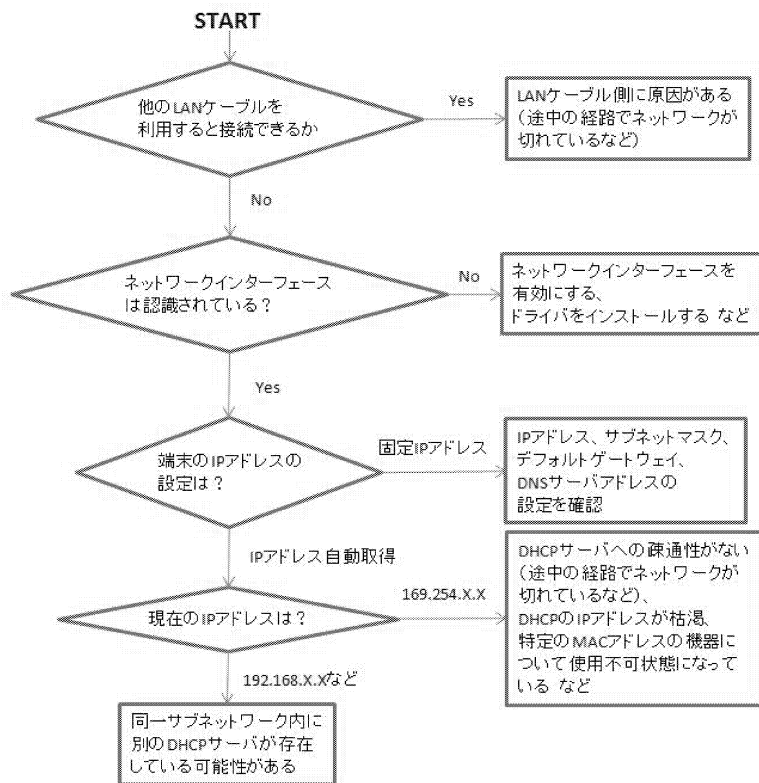 START
他のLANケーブルを
利用すると接続できるか
Yes
LANケーブル側に原因がある
(途中の経路でネットワークが
切れているなど)
No
ネットワークインターフェース
は認識されている?
No
ネットワークインターフェースを
有効にする、
ドライバをインストールする など
Yes
端末のIPアドレスの
設定は?
固定IPアドレス
IPアドレス、サブネットマスク、
デフォルトゲートウェイ、
DNSサーバアドレスの
設定を確認
IPアドレス自動取得
現在のIPアドレスは?
169.254.X.X
DHCPサーバへの疎通性がない
(途中の経路でネットワークが
切れているなど)、
DHCPのIPアドレスが枯渇、
特定のMACアドレスの機器に
ついて使用不可状態になって
いる など
192.168.X.Xなど
同一サブネットワーク内に
別のDHCPサーバが存在
している可能性がある